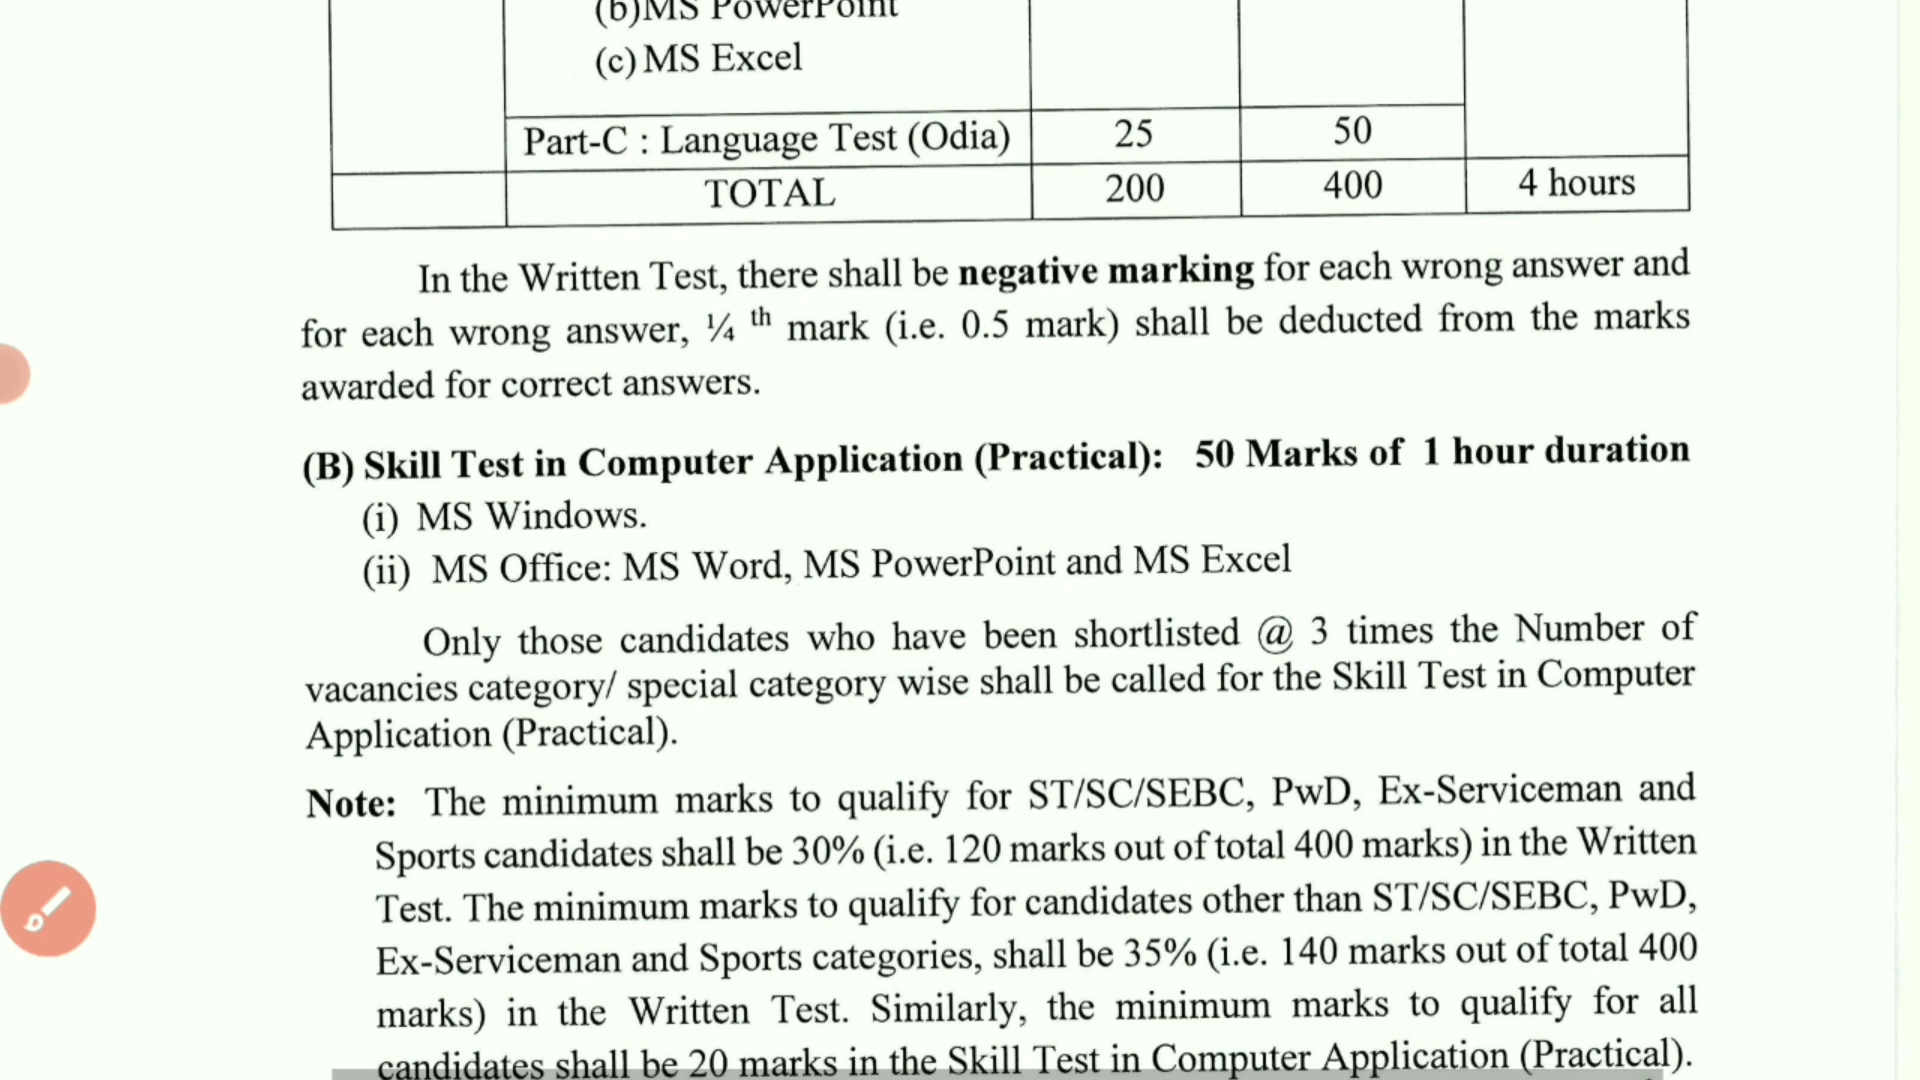 (b)MS PowerPoint
(c) MS Excel
Part-C : Language Test (Odia) 25 50
TOTAL 200 400 4 hours
In the Written Test, there shall be negative marking for each wrong answer and
for each wrong answer, ¼ th mark (i.e. 0.5 mark) shall be deducted from the marks
awarded for correct answers.
(B) Skill Test in Computer Application (Practical): 50 Marks of 1 hour duration
(i) MS Windows.
(ii) MS Office: MS Word, MS PowerPoint and MS Excel
Only those candidates who have been shortlisted @ 3 times the Number of
vacancies category/ special category wise shall be called for the Skill Test in Computer
Application (Practical).
Note: The minimum marks to qualify for ST/SC/SEBC, PwD, Ex-Serviceman and
Sports candidates shall be 30% (i.e. 120 marks out of total 400 marks) in the Written
Test. The minimum marks to qualify for candidates other than ST/SC/SEBC, PwD,
Ex-Serviceman and Sports categories, shall be 35% (i.e. 140 marks out of total 400
marks) in the Written Test. Similarly, the minimum marks to qualify for all
candidates shall be 20 marks in the Skill Test in Computer Application (Practical).